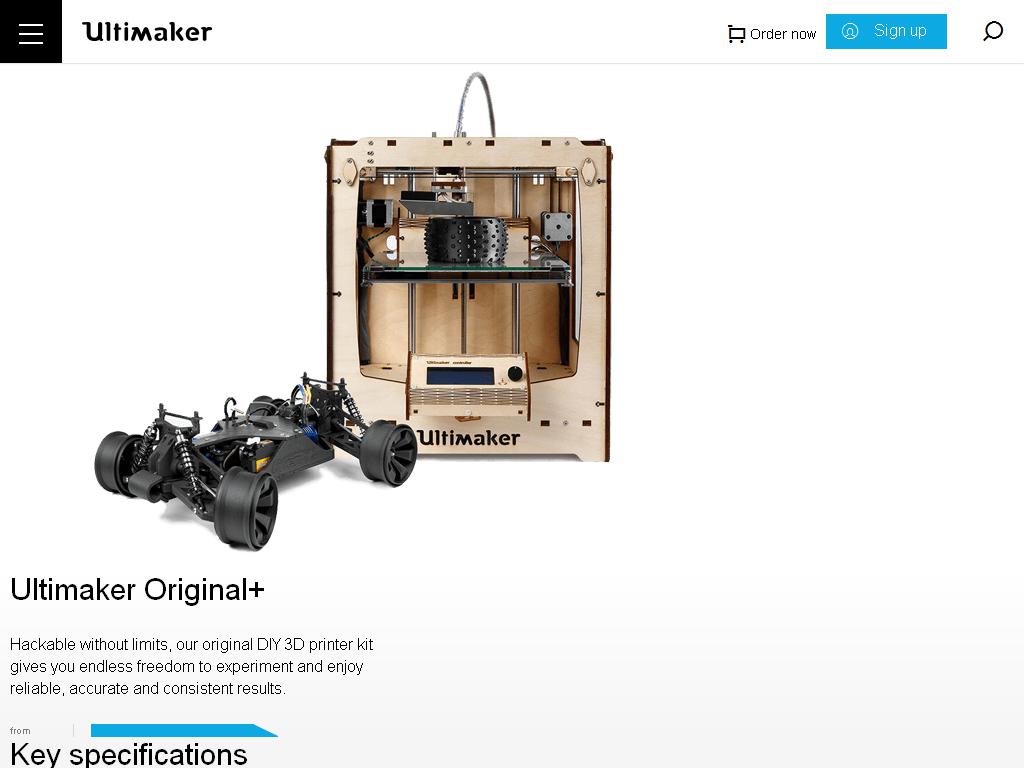 Ultimaker
Order now
Sign up
Ultimaker controller
Ultimaker
Ultimaker Original+
Hackable without limits, our original DIY 3D printer kit
gives you endless freedom to experiment and enjoy
reliable, accurate and consistent results.
from
Key specifications